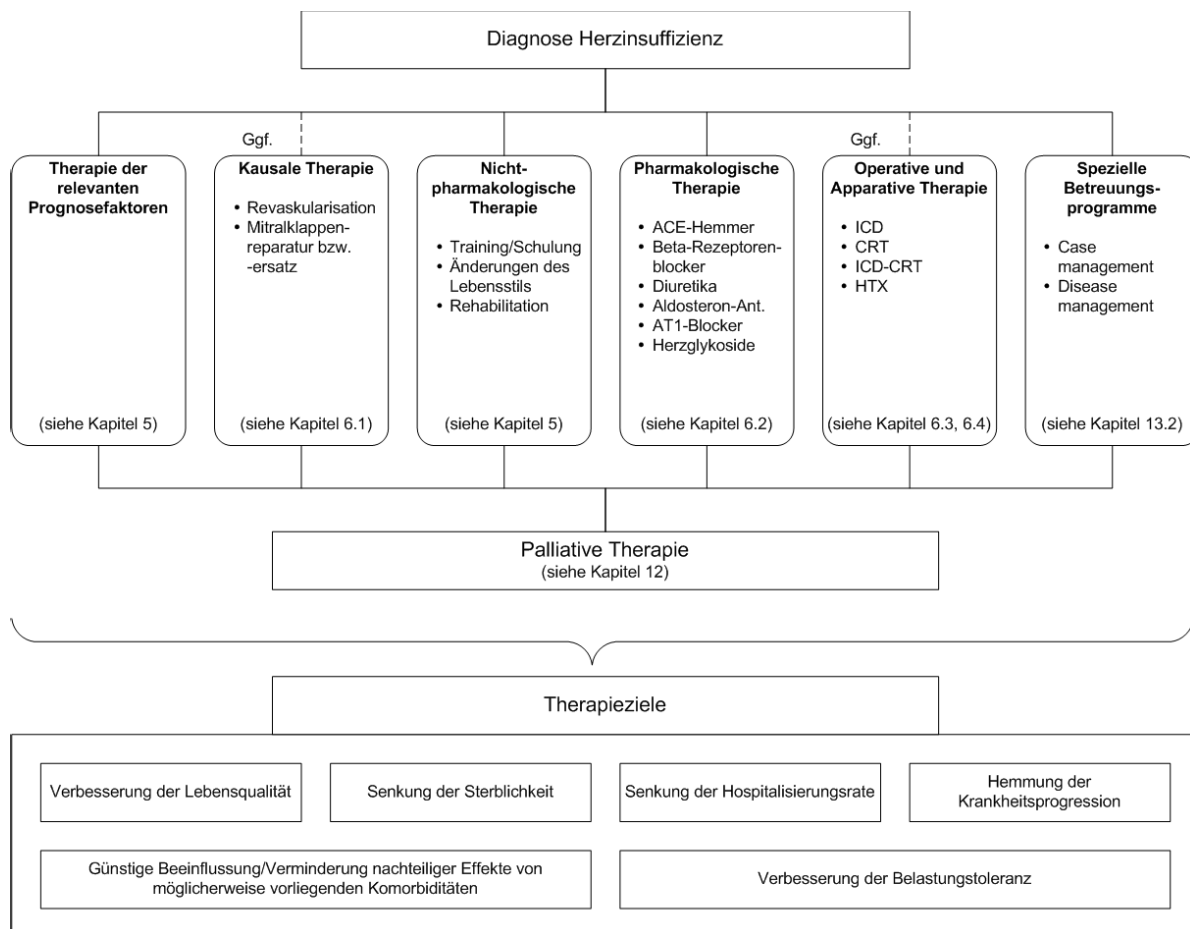 Diagnose Herzinsuffizienz
Ggf.
Ggf.
Therapie der
relevanten
Prognosefaktoren
(siehe Kapitel 5)
Kausale Therapie
• Revaskularisation
• Mitralklappen-
reparatur bzw.
-ersatz
(siehe Kapitel 6.1)
Nicht-
pharmakologische
Therapie
• Training/Schulung
• Änderungen des
Lebensstils
• Rehabilitation
(siehe Kapitel 5)
Pharmakologische
Therapie
• ACE-Hemmer
• Beta-Rezeptoren-
blocker
• Diuretika
• Aldosteron-Ant.
• AT1-Blocker
• Herzglykoside
(siehe Kapitel 6.2)
Operative und
Apparative Therapie
• ICD
• CRT
• ICD-CRT
• HTX
(siehe Kapitel 6.3, 6.4)
Spezielle
Betreuungs-
programme
• Case
management
• Disease
management
(siehe Kapitel 13.2)
Palliative Therapie
(siehe Kapitel 12)
Therapieziele
Verbesserung der Lebensqualität
Senkung der Sterblichkeit
Senkung der Hospitalisierungsrate
Hemmung der
Krankheitsprogression
Günstige Beeinflussung/Verminderung nachteiliger Effekte von
möglicherweise vorliegenden Komorbiditäten
Verbesserung der Belastungstoleranz